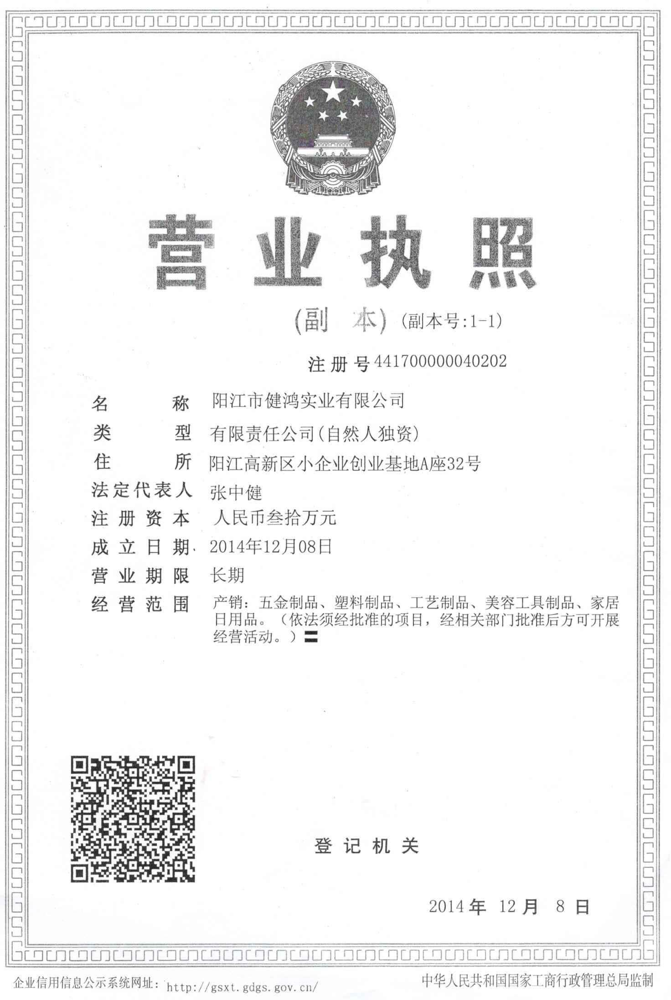 营业执照
(副 本) (副本号:1-1)
注册号441700000040202
名 称 阳江市健鸿实业有限公司
类 型 有限责任公司(自然人独资)
住 所 阳江高新区小企业创业基地A座32号
法定代表人 张中健
注册资本 人民币叁拾万元
成立日期 2014年12月08日
营业期限 长期
经营范围 产销：五金制品、塑料制品、工艺制品、美容工具制品、家居
日用品。（依法须经批准的项目，经相关部门批准后方可开展
经营活动。）〓
登记机关
2014年 12月 8日
企业信用信息公示系统网址：http://gsxt.gdgs.gov.cn/
中华人民共和国国家工商行政管理总局监制